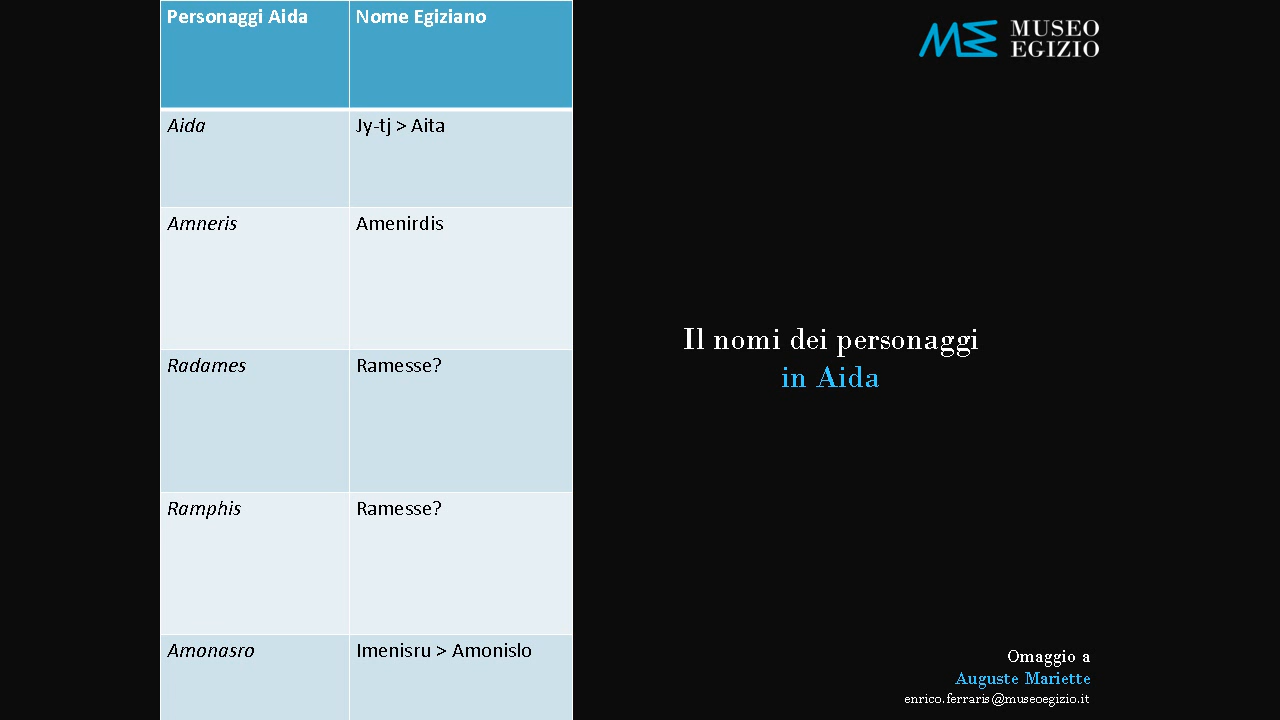 Personaggi Aida Nome Egiziano
Aida Jy-tj > Aita
Amneris Amenirdis
Radames Ramesse?
Ramphis Ramesse?
Amonasro Imenisru > Amonislo
MUSEO
EGIZIO
Il nomi dei personaggi
in Aida
Omaggio a
Auguste Mariette
enrico.ferraris@museoegizio.it